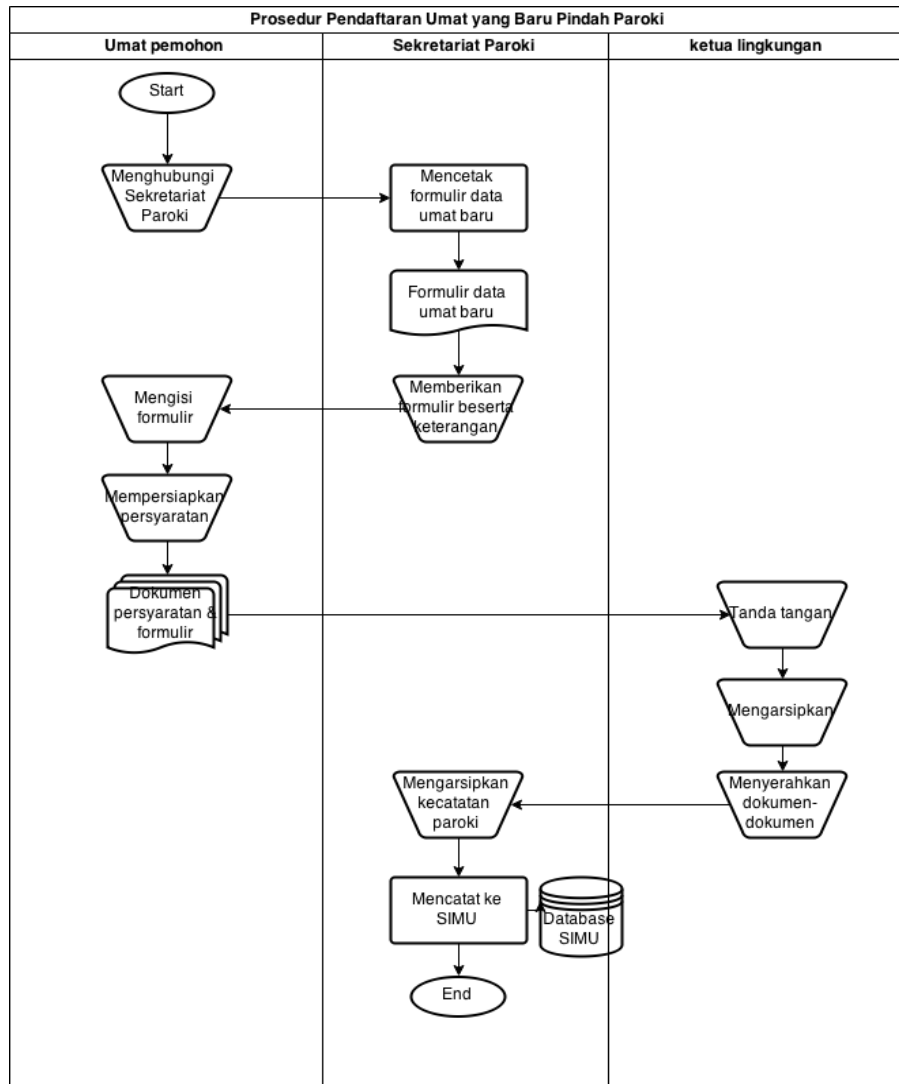 Prosedur Pendaftaran Umat yang Baru Pindah Paroki
Umat pemohon
Sekretariat Paroki
ketua lingkungan
Start
Menghubungi
Sekretariat
Paroki
Mencetak
formulir data
umat baru
Formulir data
umat baru
Memberikan
formulir beserta
keterangan
Mengisi
formulir
Mempersiapkan
persyaratan
Dokumen
persyaratan &
formulir
Tanda tangan
Mengarsipkan
Menyerahkan
dokumen-
dokumen
Mengarsipkan
kecatatan
paroki
Mencatat ke
SIMU
Database
SIMU
End